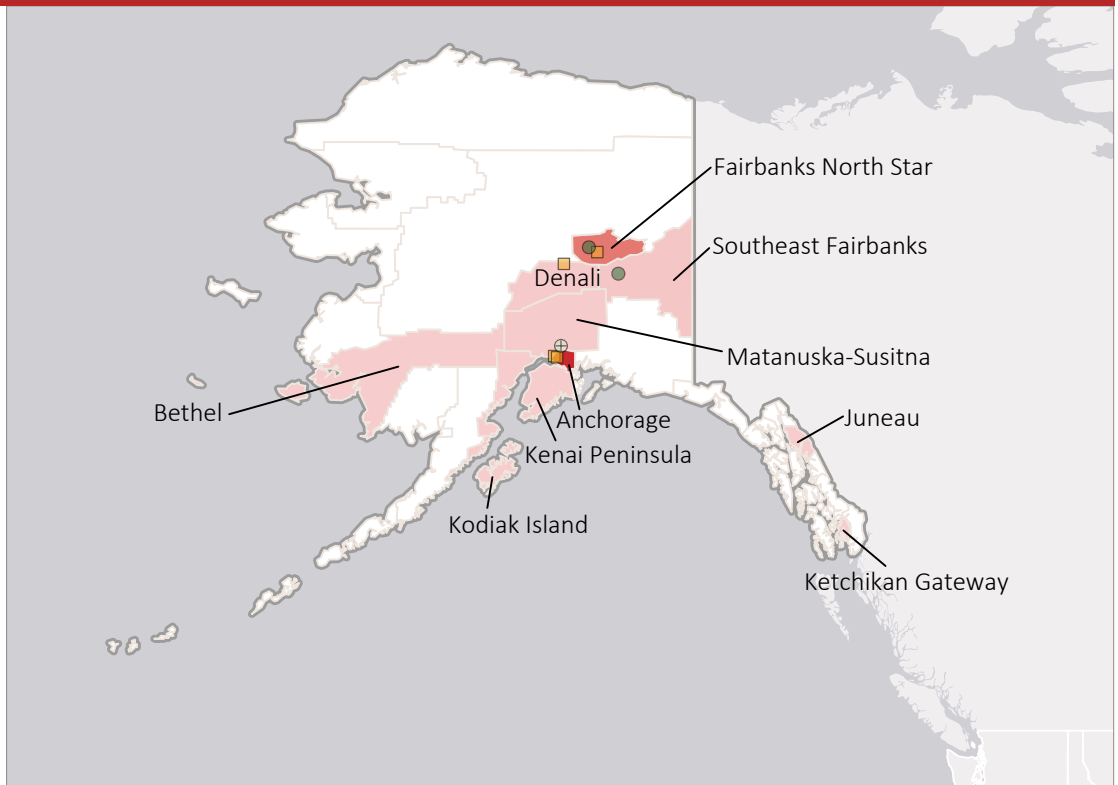 Fairbanks North Star
Southeast Fairbanks
Denali
Matanuska-Susitna
Bethel
Anchorage
Juneau
Kenai Peninsula
Kodiak Island
Ketchikan Gateway